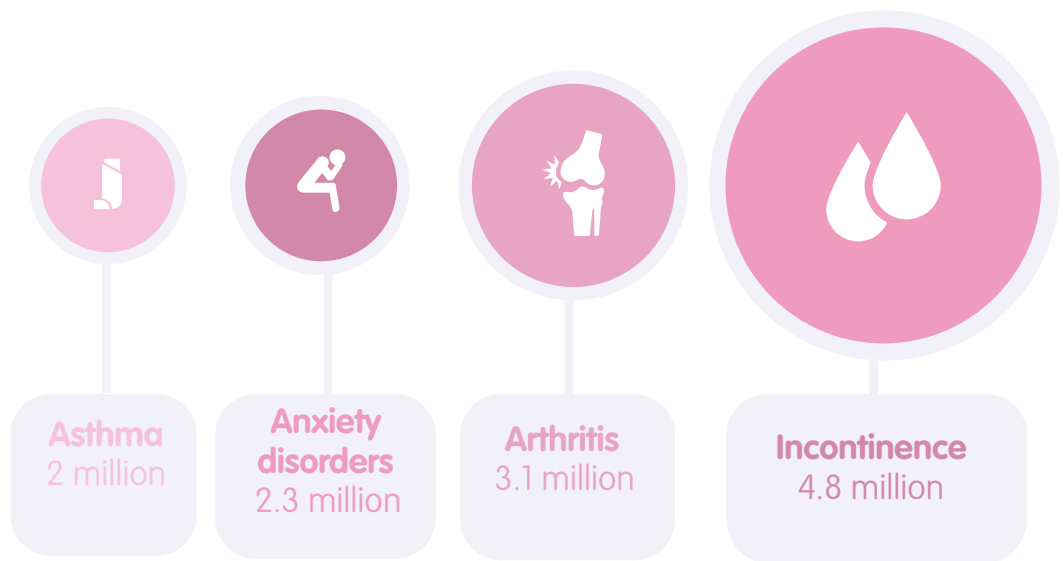 Asthma
2 million
Anxiety
disorders
2.3 million
Arthritis
3.1 million
Incontinence
4.8 million